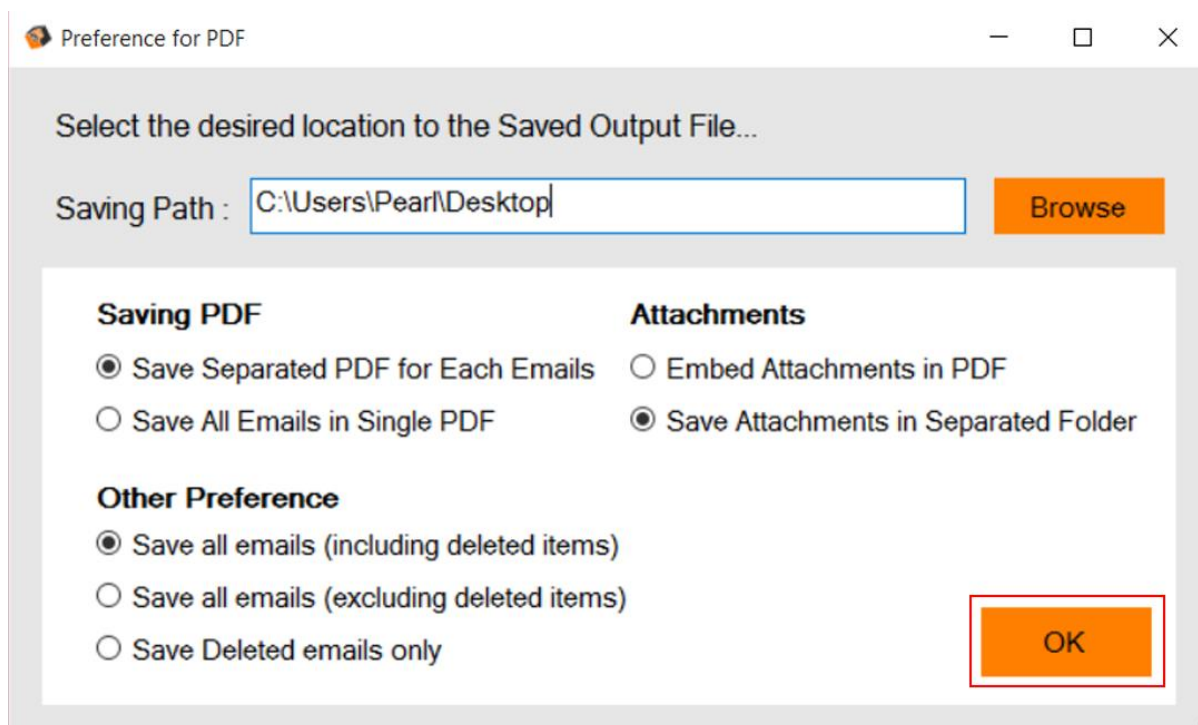 Preference for PDF
Select the desired location to the Saved Output File...
Saving Path :
C:\Users\Pearl\Desktop
Browse
Saving PDF
Save Separated PDF for Each Emails
Save All Emails in Single PDF
Attachments
Embed Attachments in PDF
Save Attachments in Separated Folder
Other Preference
Save all emails (including deleted items)
Save all emails (excluding deleted items)
Save Deleted emails only
OK